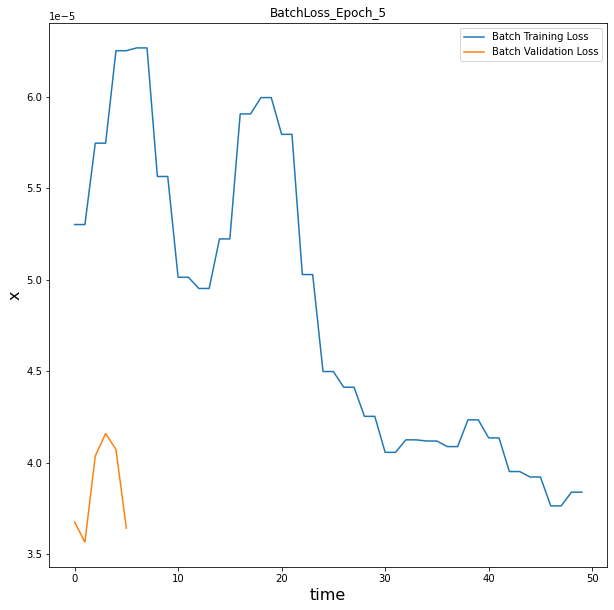 BatchLoss_Epoch_5
1e−5
Batch Training Loss
Batch Validation Loss
6.0
5.5
5.0
4.5
4.0
3.5
x
0 10 20 30 40 50
time